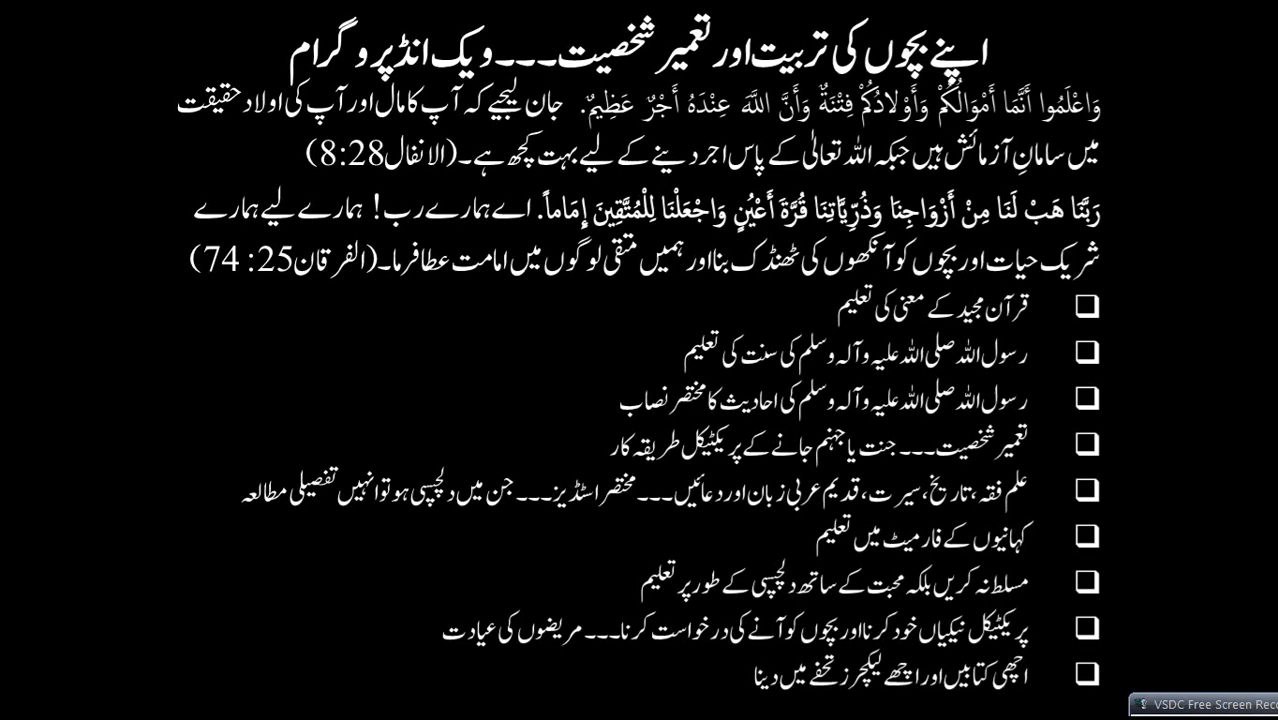 اپنے بچوں کی تربیت اور تعمیر شخصیت۔۔۔ویک انڈ پروگرام
وَاعْلَمُوا أَنَّمَا أَمْوَالُكُمْ وَأَوْلادُكُمْ فِتْنَةٌ وَأَنَّ اللَّهَ عِنْدَهُ أَجْرٌ عَظِيمٌ. جان لیجیے کہ آپ کا مال اور آپ کی اولاد حقیقت
میں سامانِ آزمائش ہیں جبکہ اللہ تعالٰی کے پاس اجر دینے کے لیے بہت کچھ ہے۔ (الانفال 8:28)
رَبَّنَا هَبْ لَنَا مِنْ أَزْوَاجِنَا وَذُرِّيَّاتِنَا قُرَّةَ أَعْيُنٍ وَاجْعَلْنَا لِلْمُتَّقِينَ إِمَاماً. اے ہمارے رب! ہمارے لیے ہمارے
شریک حیات اور بچوں کو آنکھوں کی ٹھنڈک بنا اور ہمیں متقی لوگوں میں امامت عطا فرما۔ (الفرقان 25: 74)
❑ قرآن مجید کے معنی کی تعلیم
❑ رسول اللہ صلی اللہ علیہ وآلہ وسلم کی سنت کی تعلیم
❑ رسول اللہ صلی اللہ علیہ وآلہ وسلم کی احادیث کا مختصر نصاب
❑ تعمیر شخصیت۔۔۔ جنت یا جہنم جانے کے پریکٹیکل طریقہ کار
❑ علم فقہ، تاریخ، سیرت، قدیم عربی زبان اور دعائیں۔۔۔ مختصر اسٹڈیز۔۔۔ جن میں دلچسپی ہو تو انہیں تفصیلی مطالعہ
❑ کہانیوں کے فارمیٹ میں تعلیم
❑ مسلط نہ کریں بلکہ محبت کے ساتھ دلچسپی کے طور پر تعلیم
❑ پریکٹیکل نیکیاں خود کرنا اور بچوں کو آنے کی درخواست کرنا۔۔۔ مریضوں کی عیادت
❑ اچھی کتابیں اور اچھے لیکچرز تحفے میں دینا
VSDC Free Screen Rec